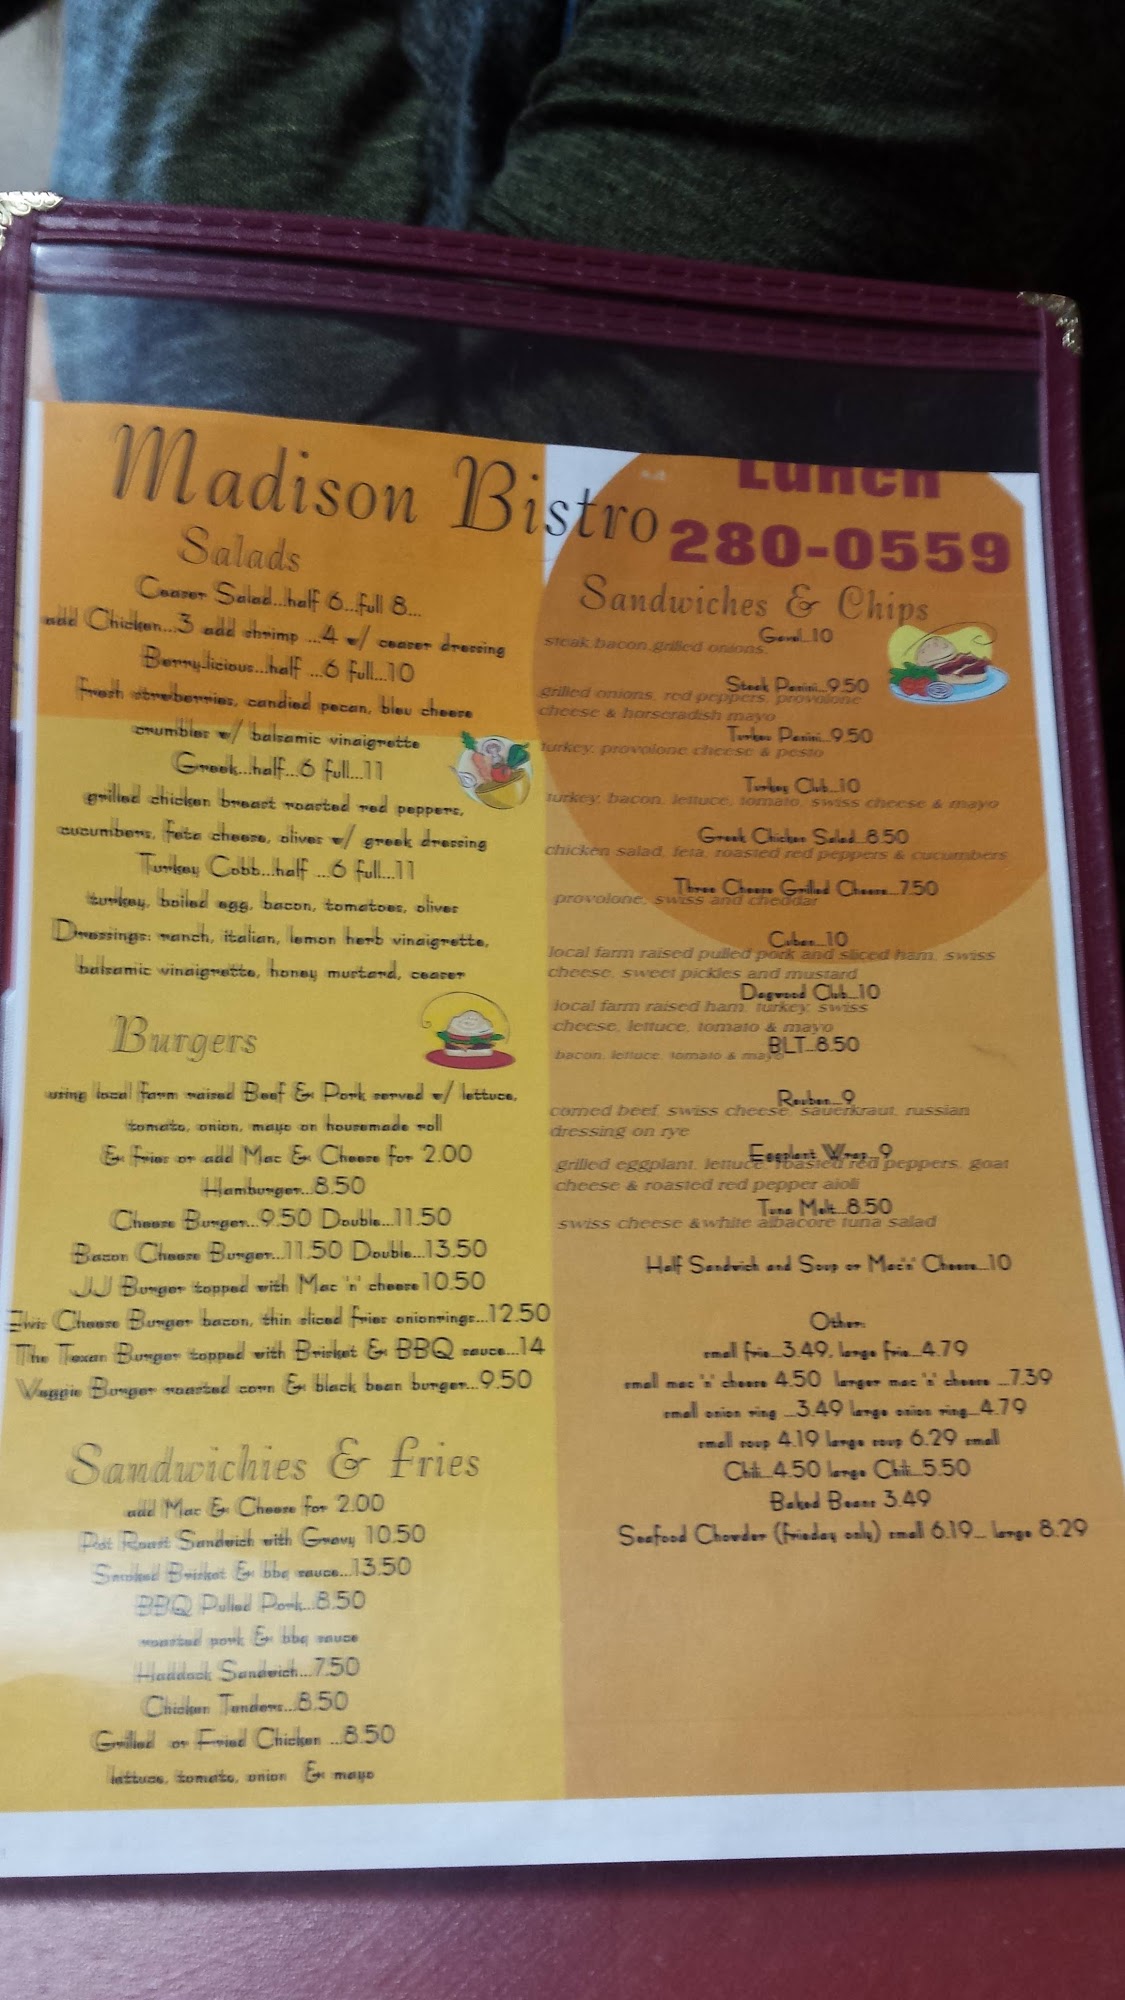 Madison Bistro
Lunch
280-0559
Salads
Ceaser Salad...half 6...full 8...
add Chicken...3 add shrimp ...4 w/ ceaser dressing
Berry-licious...half ...6 full...10
fresh streberries, candied pecan, bleu cheese
crumbles w/ balsamic vinaigrette
Greek...half...6 full...11
grilled chicken breast roasted red peppers,
cucumbers, feta cheese, olives w/ greek dressing
Turkey Cobb...half ...6 full...11
turkey, boiled egg, bacon, tomatoes, olives
Dressings: ranch, italian, lemon herb vinaigrette,
balsamic vinaigrette, honey mustard, ceaser
Burgers
using local farm raised Beef & Pork served w/ lettuce,
tomato, onion, mayo on housemade roll
& fries or add Mac & Cheese for 2.00
Hamburger...8.50
Cheese Burger...9.50 Double...11.50
Bacon Cheese Burger...11.50 Double...13.50
JJ Burger topped with Mac 'n' cheese 10.50
Elvis Cheese Burger bacon, thin sliced fries onionrings...12.50
The Texan Burger topped with Brisket & BBQ sauce...14
Veggie Burger roasted corn & black bean burger...9.50
Sandwichies & fries
add Mac & Cheese for 2.00
Pot Roast Sandwich with Gravy 10.50
Smoked Brisket & bbq sauce...13.50
BBQ Pulled Pork...8.50
roasted pork & bbq sauce
Haddock Sandwich...7.50
Chicken Tenders...8.50
Grilled or Fried Chicken ...8.50
lettuce, tomato, onion & mayo
Sandwiches & Chips
...10
steak,bacon,grilled onions,
Steak Panini...9.50
grilled onions, red peppers, provolone
cheese & horseradish mayo
Turkey Panini...9.50
turkey, provolone cheese & pesto
Turkey Club...10
turkey, bacon, lettuce, tomato, swiss cheese & mayo
Greek Chicken Salad...8.50
chicken salad, feta, roasted red peppers & cucumbers
Three Cheese Grilled Cheese...7.50
provolone, swiss and cheddar
Cuban...10
local farm raised pulled pork and sliced ham, swiss
cheese, sweet pickles and mustard
Dagwood Club...10
local farm raised ham, turkey, swiss
cheese, lettuce, tomato & mayo
BLT...8.50
bacon, lettuce, tomato & mayo
Reuben...9
corned beef, swiss cheese, sauerkraut, russian
dressing on rye
Eggplant Wrap...9
grilled eggplant, lettuce, roasted red peppers, goat
cheese & roasted red pepper aioli
Tuna Melt...8.50
swiss cheese &white albacore tuna salad
Half Sandwich and Soup or Mac'n' Cheese...10
Other:
small frie...3.49, large frie...4.79
small mac 'n' cheese 4.50 larger mac 'n' cheese ...7.39
small onion ring ...3.49 large onion ring...4.79
small soup 4.19 large soup 6.29 small
Chili...4.50 large Chili...5.50
Baked Beans 3.49
Seafood Chowder (frieday only) small 6.19... large 8.29